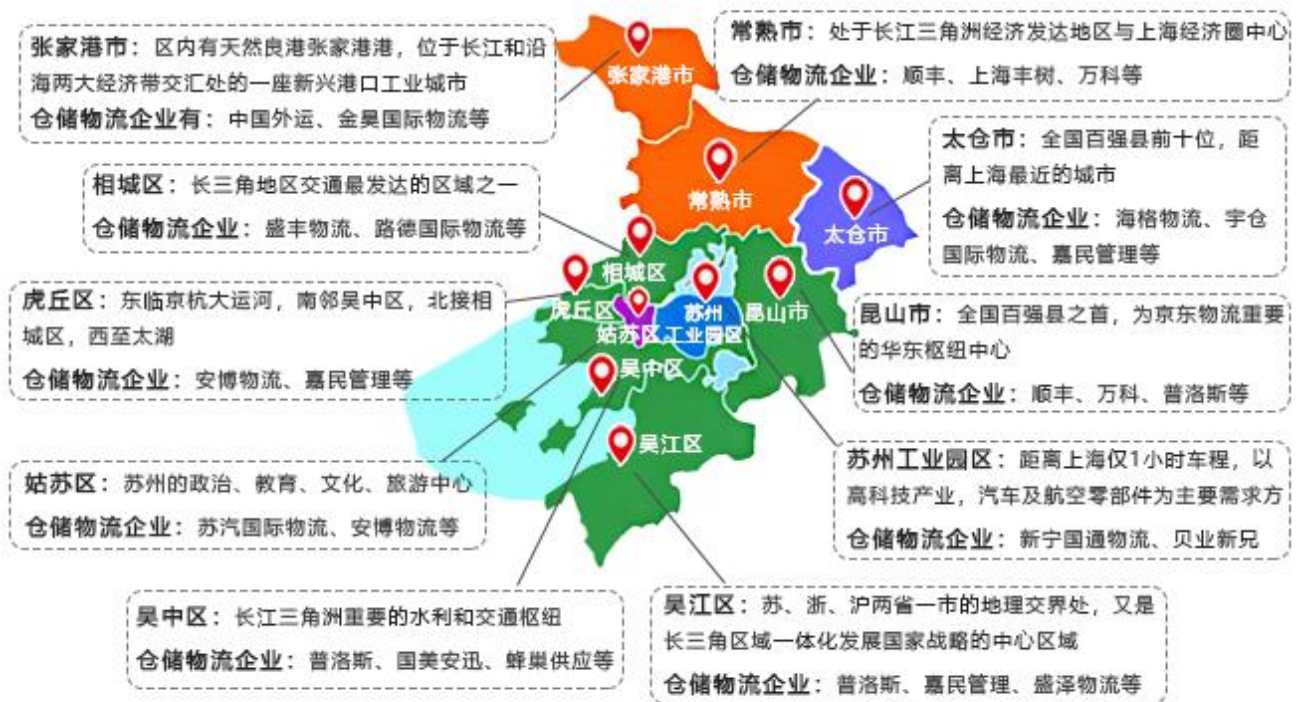 张家港市：区内有天然良港张家港港，位于长江和沿
海两大经济带交汇处的一座新兴港口工业城市
仓储物流企业有：中国外运、金昊国际物流等
常熟市：处于长江三角洲经济发达地区与上海经济圈中心
仓储物流企业：顺丰、上海丰树、万科等
太仓市：全国百强县前十位，距
离上海最近的城市
仓储物流企业：海格物流、宇仓
国际物流、嘉民管理等
相城区：长三角地区交通最发达的区域之一
仓储物流企业：盛丰物流、路德国际物流等
虎丘区：东临京杭大运河，南邻吴中区，北接相
城区，西至太湖
仓储物流企业：安博物流、嘉民管理等
昆山市：全国百强县之首，为京东物流重要
的华东枢纽中心
仓储物流企业：顺丰、万科、普洛斯等
姑苏区：苏州的政治、教育、文化、旅游中心
仓储物流企业：苏汽国际物流、安博物流等
苏州工业园区：距离上海仅1小时车程，以
高科技产业，汽车及航空零部件为主要需求方
仓储物流企业：新宁国通物流、贝业新兄
吴中区：长江三角洲重要的水利和交通枢纽
仓储物流企业：普洛斯、国美安迅、蜂巢供应等
吴江区：苏、浙、沪两省一市的地理交界处，又是
长三角区域一体化发展国家战略的中心区域
仓储物流企业：普洛斯、嘉民管理、盛泽物流等
张家港市
常熟市
太仓市
相城区
虎丘区
姑苏区
苏州
工业园区
昆山市
吴中区
吴江区